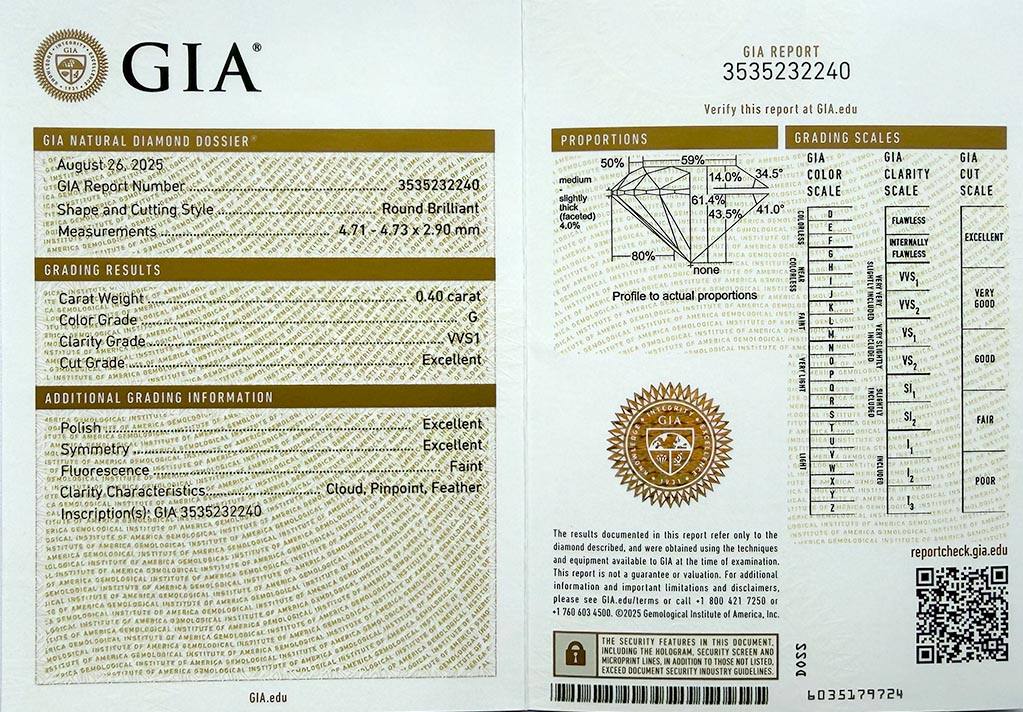 GIA®
GIA NATURAL DIAMOND DOSSIER®
August 26, 2025
GIA Report Number 3535232240
Shape and Cutting Style Round Brilliant
Measurements 4.71 - 4.73 x 2.90 mm
GRADING RESULTS
Carat Weight 0.40 carat
Color Grade G
Clarity Grade VVS1
Cut Grade Excellent
ADDITIONAL GRADING INFORMATION
Polish Excellent
Symmetry Excellent
Fluorescence Faint
Clarity Characteristics Cloud, Pinpoint, Feather
Inscription(s): GIA 3535232240
GIA.edu
GIA REPORT
3535232240
Verify this report at GIA.edu
PROPORTIONS
50%
59%
14.0%
34.5°
medium
-
slightly
thick
(faceted)
4.0%
61.4%
43.5%
41.0°
80%
none
Profile to actual proportions
GIA
1931
The results documented in this report refer only to the
diamond described, and were obtained using the techniques
and equipment available to GIA at the time of examination.
This report is not a guarantee or valuation. For additional
information and important limitations and disclaimers,
please see GIA.edu/terms or call +1 800 421 7250 or
+1 760 603 4500. ©2025 Gemological Institute of America, Inc.
THE SECURITY FEATURES IN THIS DOCUMENT,
INCLUDING THE HOLOGRAM, SECURITY SCREEN AND
MICROPRINT LINES, IN ADDITION TO THOSE NOT LISTED,
EXCEED DOCUMENT SECURITY INDUSTRY GUIDELINES.
GRADING SCALES
GIA
COLOR
SCALE
COLORLESS
D
E
F
NEAR
COLORLESS
G
H
I
J
FAINT
K
L
M
VERY LIGHT
N
O
P
Q
R
LIGHT
S
T
U
V
W
X
Y
Z
GIA
CLARITY
SCALE
FLAWLESS
INTERNALLY
FLAWLESS
VERY VERY
SLIGHTLY INCLUDED
VVS1
VVS2
VERY SLIGHTLY
INCLUDED
VS1
VS2
SLIGHTLY
INCLUDED
SI1
SI2
INCLUDED
I1
I2
I3
GIA
CUT
SCALE
EXCELLENT
VERY
GOOD
GOOD
FAIR
POOR
reportcheck.gia.edu
D022
6035179724